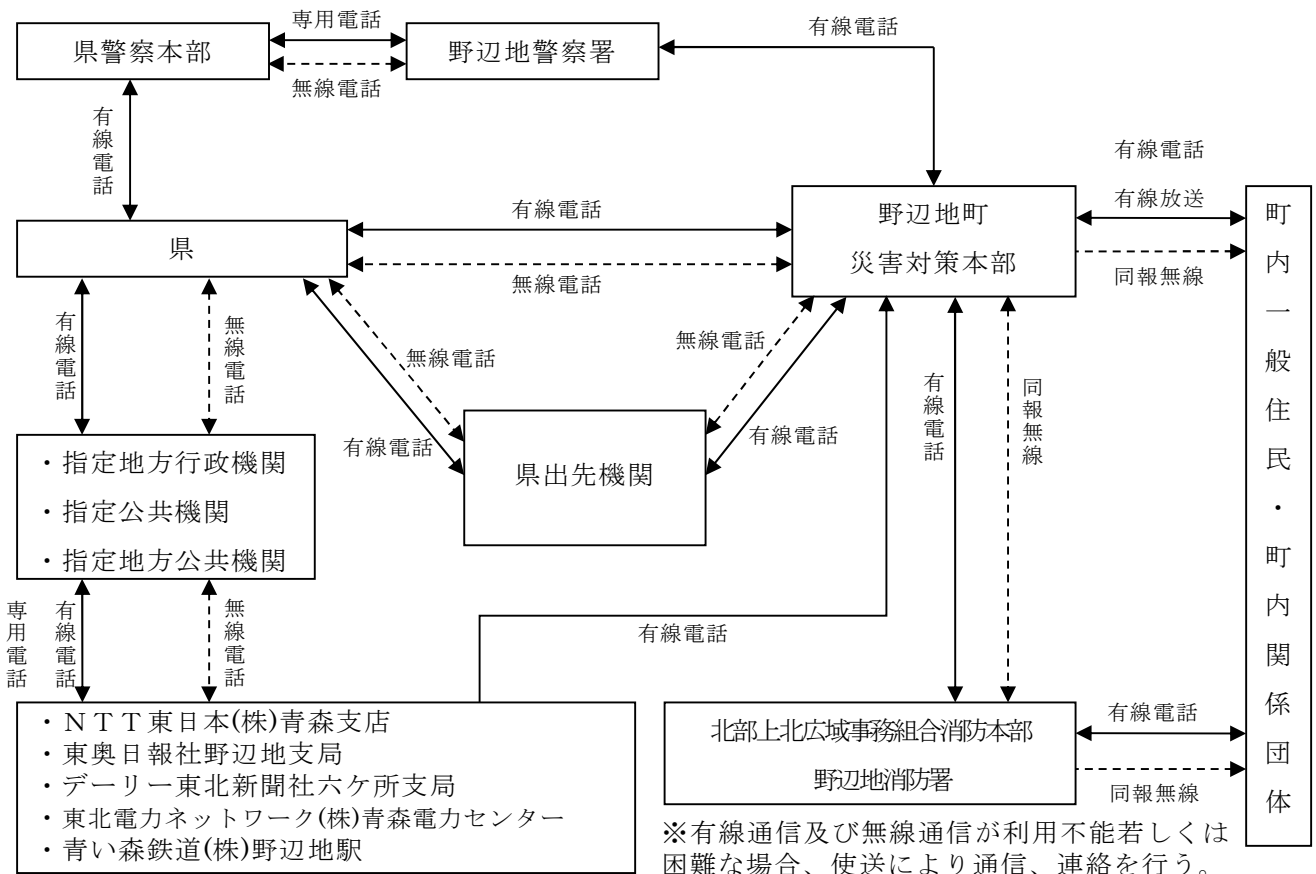 専用電話
有線電話
県警察本部
野辺地警察署
無線電話
有線電話
有線電話
有線電話
有線放送
野辺地町
災害対策本部
同報無線
県
有線電話
無線電話
有線電話
無線電話
無線電話
無線電話
有線電話
有線電話
有線電話
同報無線
町内一般住民・町内関係団体
・指定地方行政機関
・指定公共機関
・指定地方公共機関
県出先機関
専用電話
有線電話
無線電話
有線電話
・ＮＴＴ東日本(株)青森支店
・東奥日報社野辺地支局
・デーリー東北新聞社六ケ所支局
・東北電力ネットワーク(株)青森電力センター
・青い森鉄道(株)野辺地駅
北部上北広域事務組合消防本部
野辺地消防署
有線電話
同報無線
※有線通信及び無線通信が利用不能若しくは
困難な場合、使送により通信、連絡を行う。